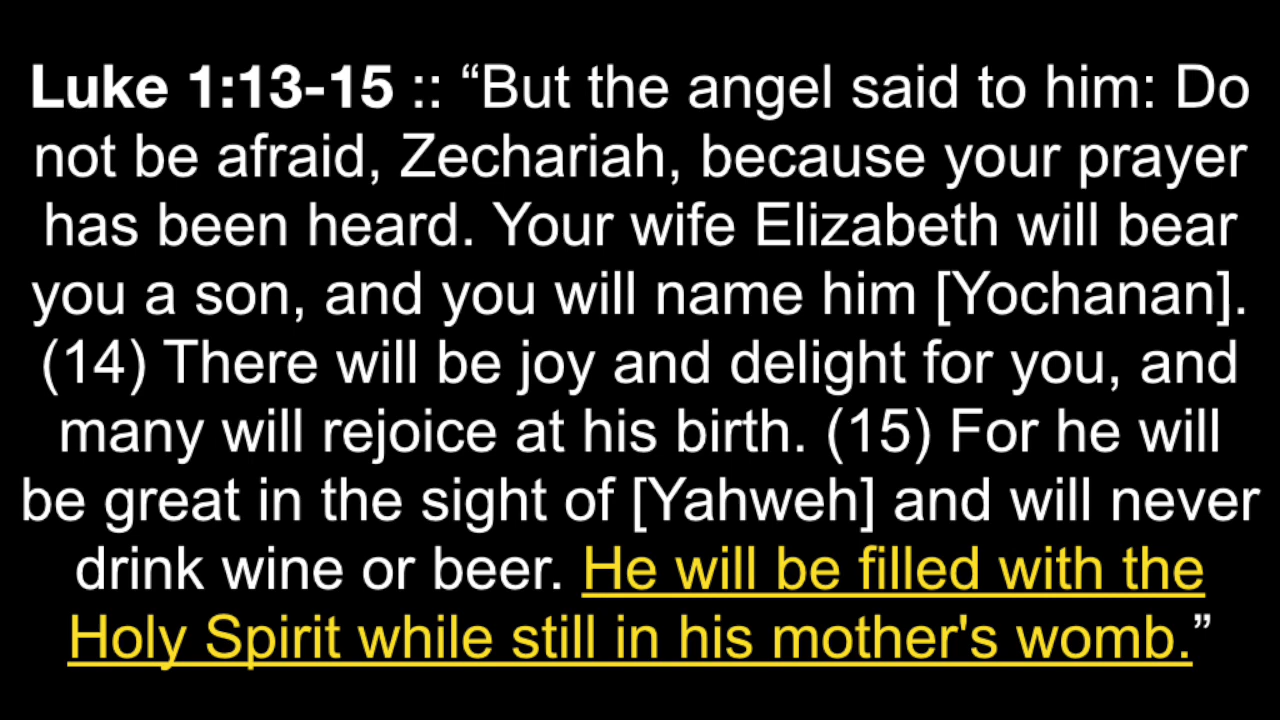 Luke 1:13-15 :: “But the angel said to him: Do
not be afraid, Zechariah, because your prayer
has been heard. Your wife Elizabeth will bear
you a son, and you will name him [Yochanan].
(14) There will be joy and delight for you, and
many will rejoice at his birth. (15) For he will
be great in the sight of [Yahweh] and will never
drink wine or beer. He will be filled with the
Holy Spirit while still in his mother's womb.”